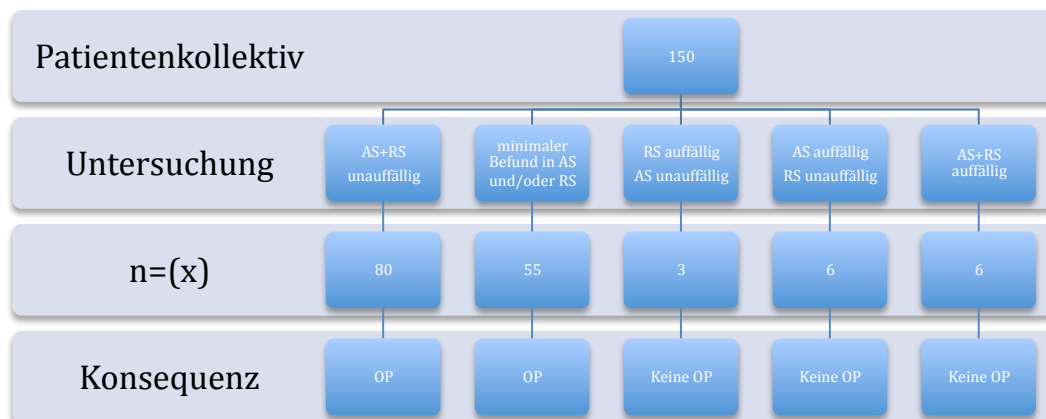 Patientenkollektiv
150
Untersuchung
AS+RS
unauffällig
minimaler
Befund in AS
und/oder RS
RS auffällig
AS unauffällig
AS auffällig
RS unauffällig
AS+RS
auffällig
n=(x)
80
55
3
6
6
Konsequenz
OP
OP
Keine OP
Keine OP
Keine OP